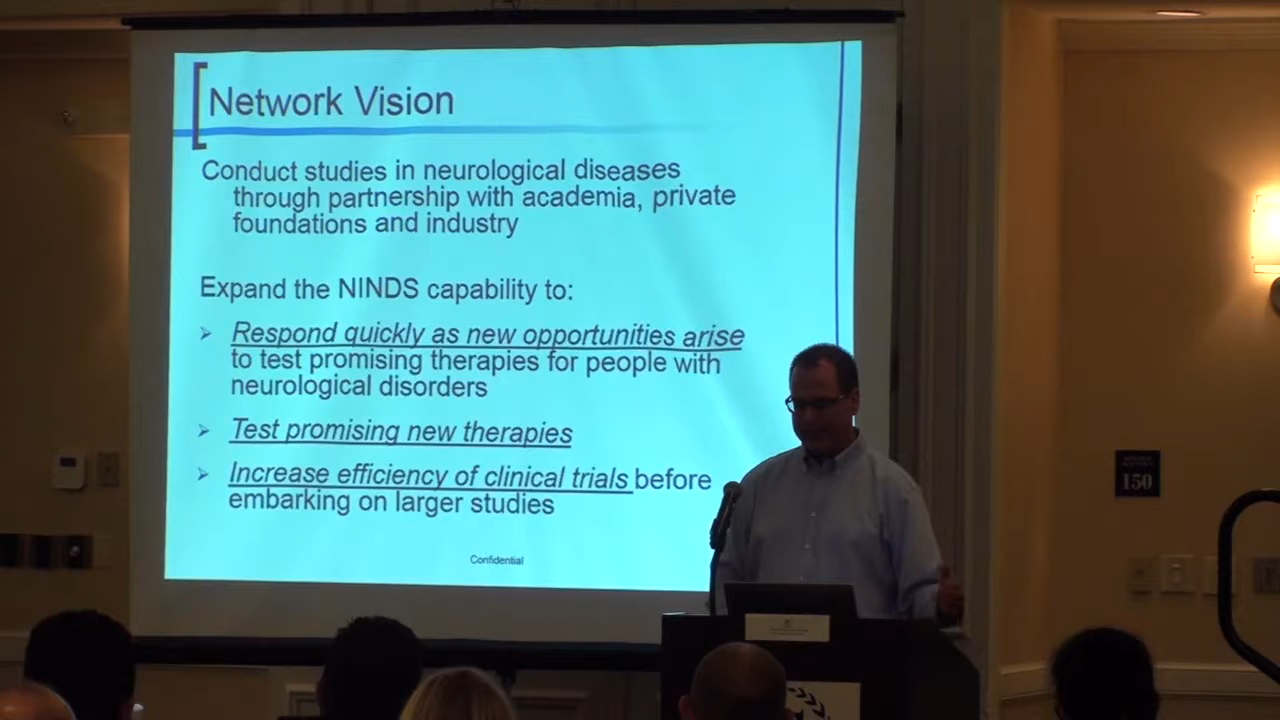 Network Vision
Conduct studies in neurological diseases
through partnership with academia, private
foundations and industry
Expand the NINDS capability to:
Respond quickly as new opportunities arise
to test promising therapies for people with
neurological disorders
Test promising new therapies
Increase efficiency of clinical trials before
embarking on larger studies
Confidential
150